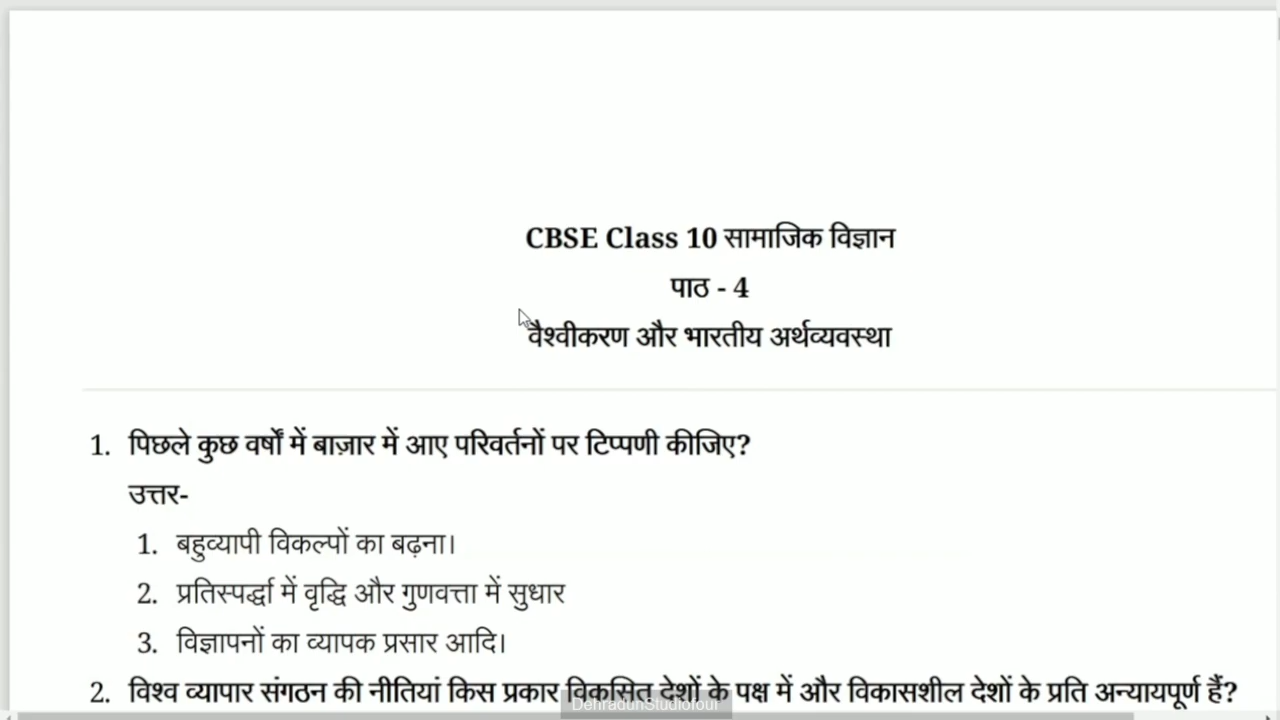 CBSE Class 10 सामाजिक विज्ञान
पाठ - 4
वैश्वीकरण और भारतीय अर्थव्यवस्था
1. पिछले कुछ वर्षों में बाज़ार में आए परिवर्तनों पर टिप्पणी कीजिए?
उत्तर-
1. बहुव्यापी विकल्पों का बढ़ना।
2. प्रतिस्पर्द्धा में वृद्धि और गुणवत्ता में सुधार
3. विज्ञापनों का व्यापक प्रसार आदि।
2. विश्व व्यापार संगठन की नीतियां किस प्रकार विकसित देशों के पक्ष में और विकासशील देशों के प्रति अन्यायपूर्ण हैं?
DehradunStudiofour